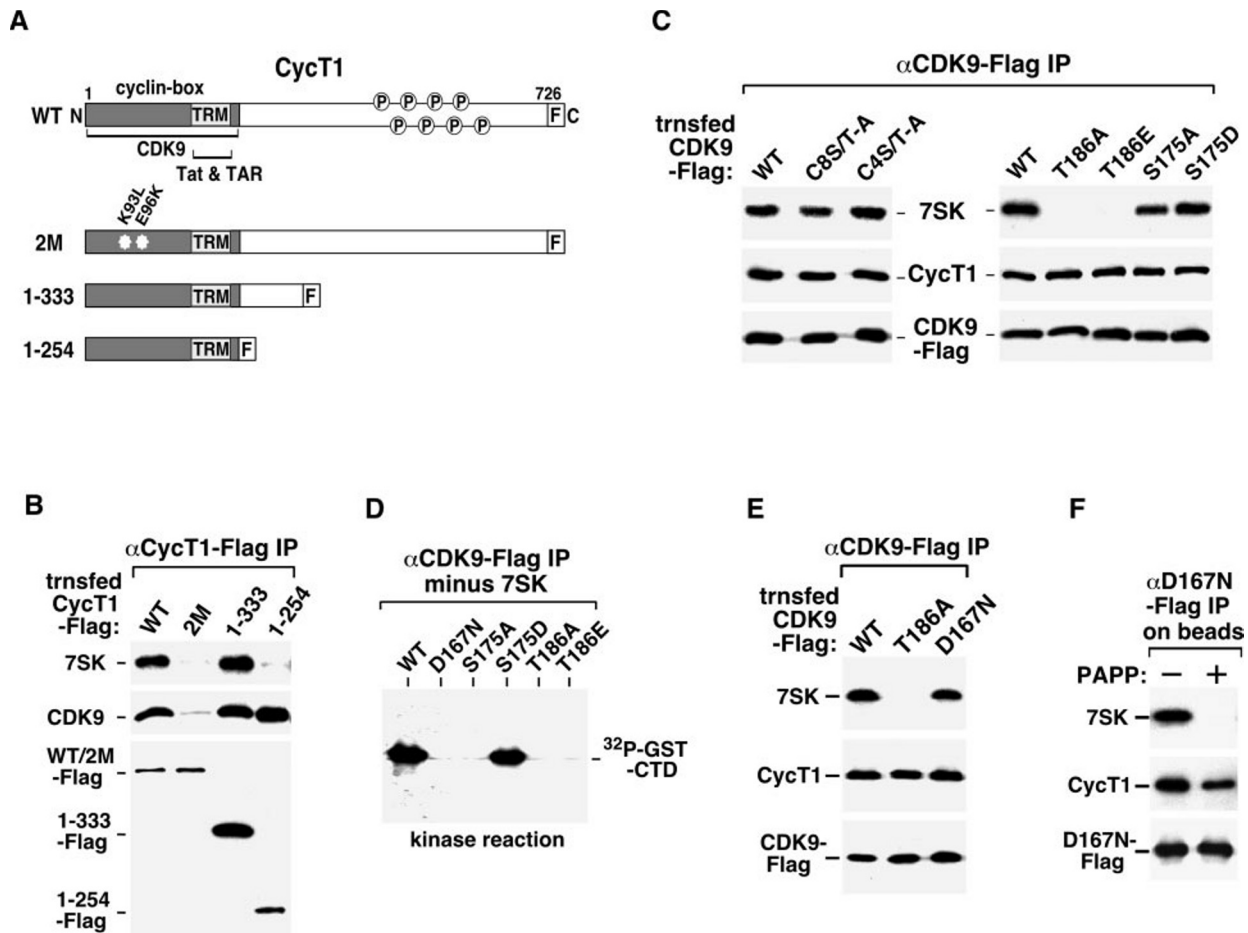 A
CycT1
1
cyclin-box
726
WT N
TRM
P P P P
P P P P
F C
CDK9
Tat & TAR
K93L
E96K
2M
TRM
F
1-333
TRM
F
1-254
TRM
F
B
αCycT1-Flag IP
trnsfed
CycT1
-Flag:
WT
2M
1-333
1-254
7SK
CDK9
WT/2M
-Flag
1-333
-Flag
1-254
-Flag
C
αCDK9-Flag IP
trnsfed
CDK9
-Flag:
WT
C8S/T-A
C4S/T-A
WT
T186A
T186E
S175A
S175D
7SK
CycT1
CDK9
-Flag
D
αCDK9-Flag IP
minus 7SK
WT
D167N
S175A
S175D
T186A
T186E
32P-GST
-CTD
kinase reaction
E
αCDK9-Flag IP
trnsfed
CDK9
-Flag:
WT
T186A
D167N
7SK
CycT1
CDK9-
Flag
F
αD167N
-Flag IP
on beads
PAPP: − +
7SK
CycT1
D167N-
Flag